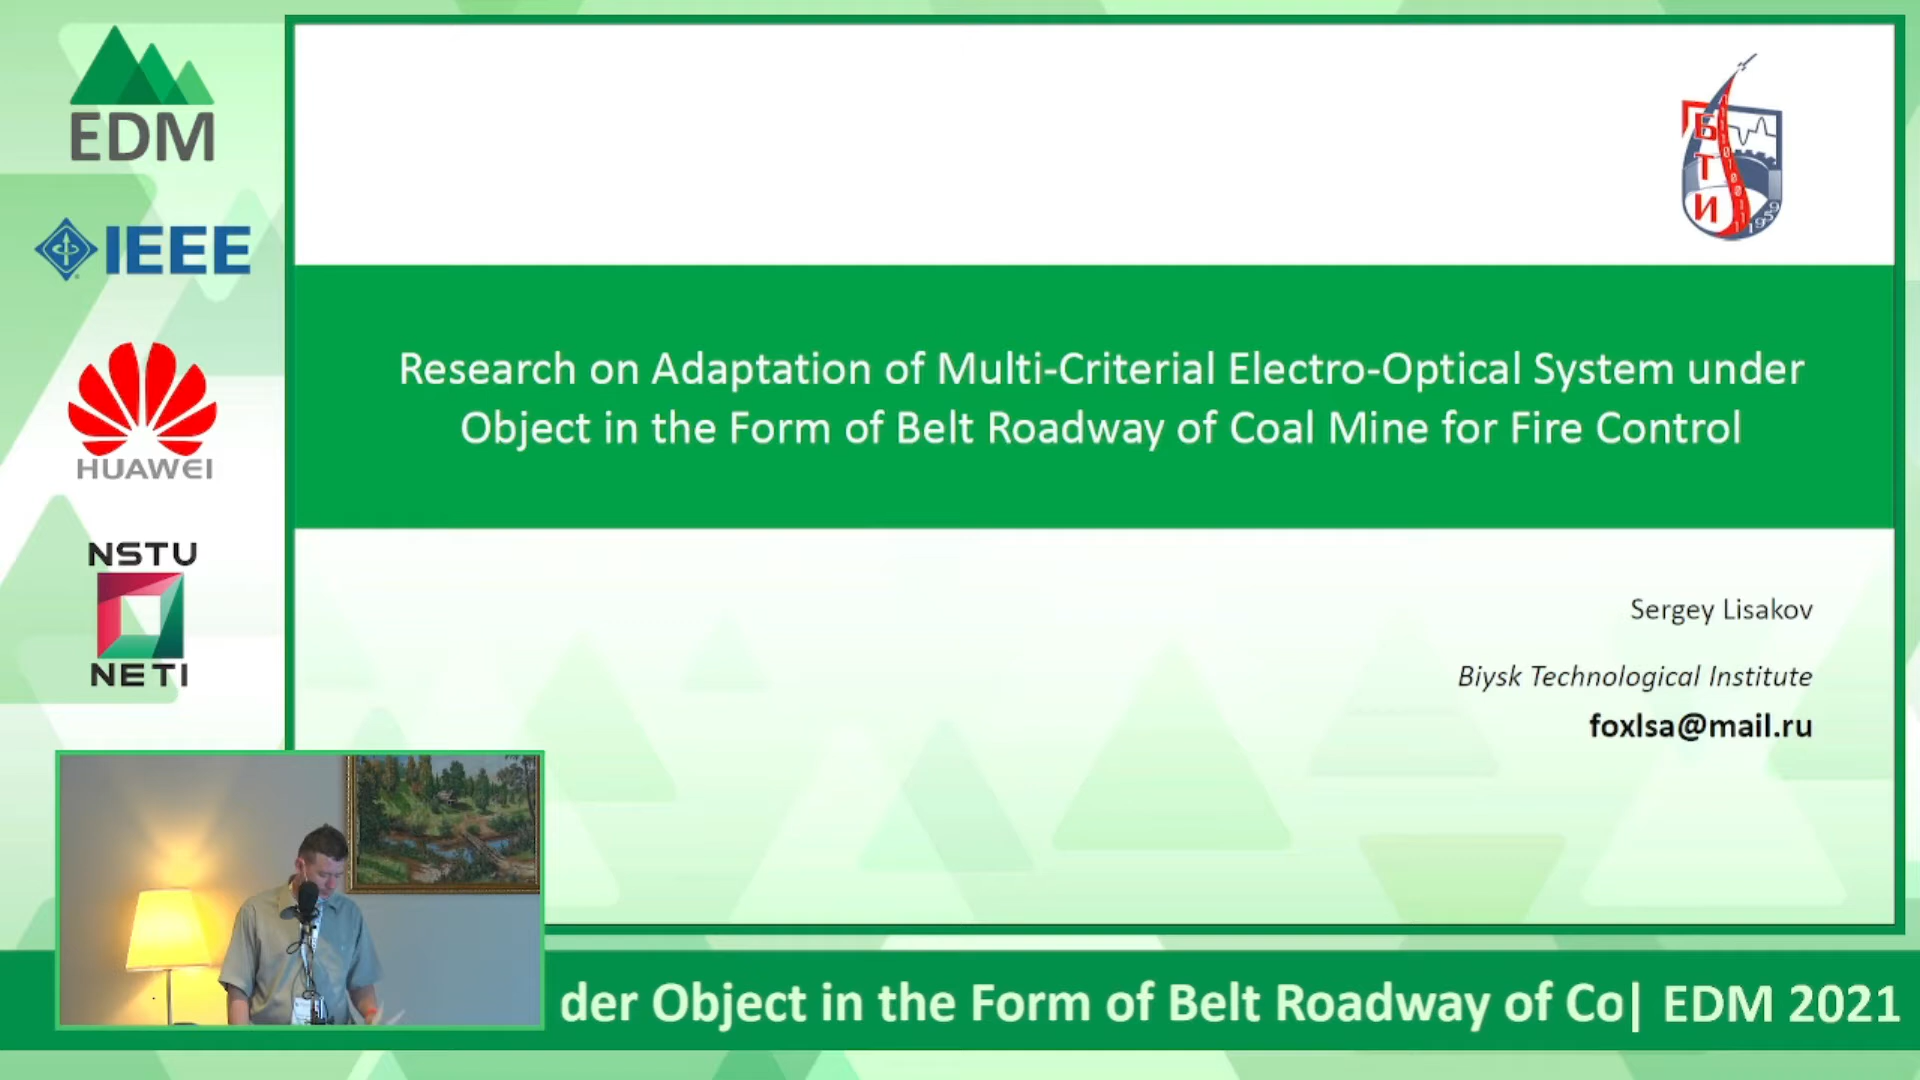 EDM
IEEE
HUAWEI
NSTU
NETI
Б
Т
И
1959
Research on Adaptation of Multi-Criterial Electro-Optical System under
Object in the Form of Belt Roadway of Coal Mine for Fire Control
Sergey Lisakov
Biysk Technological Institute
foxlsa@mail.ru
der Object in the Form of Belt Roadway of Co| EDM 2021